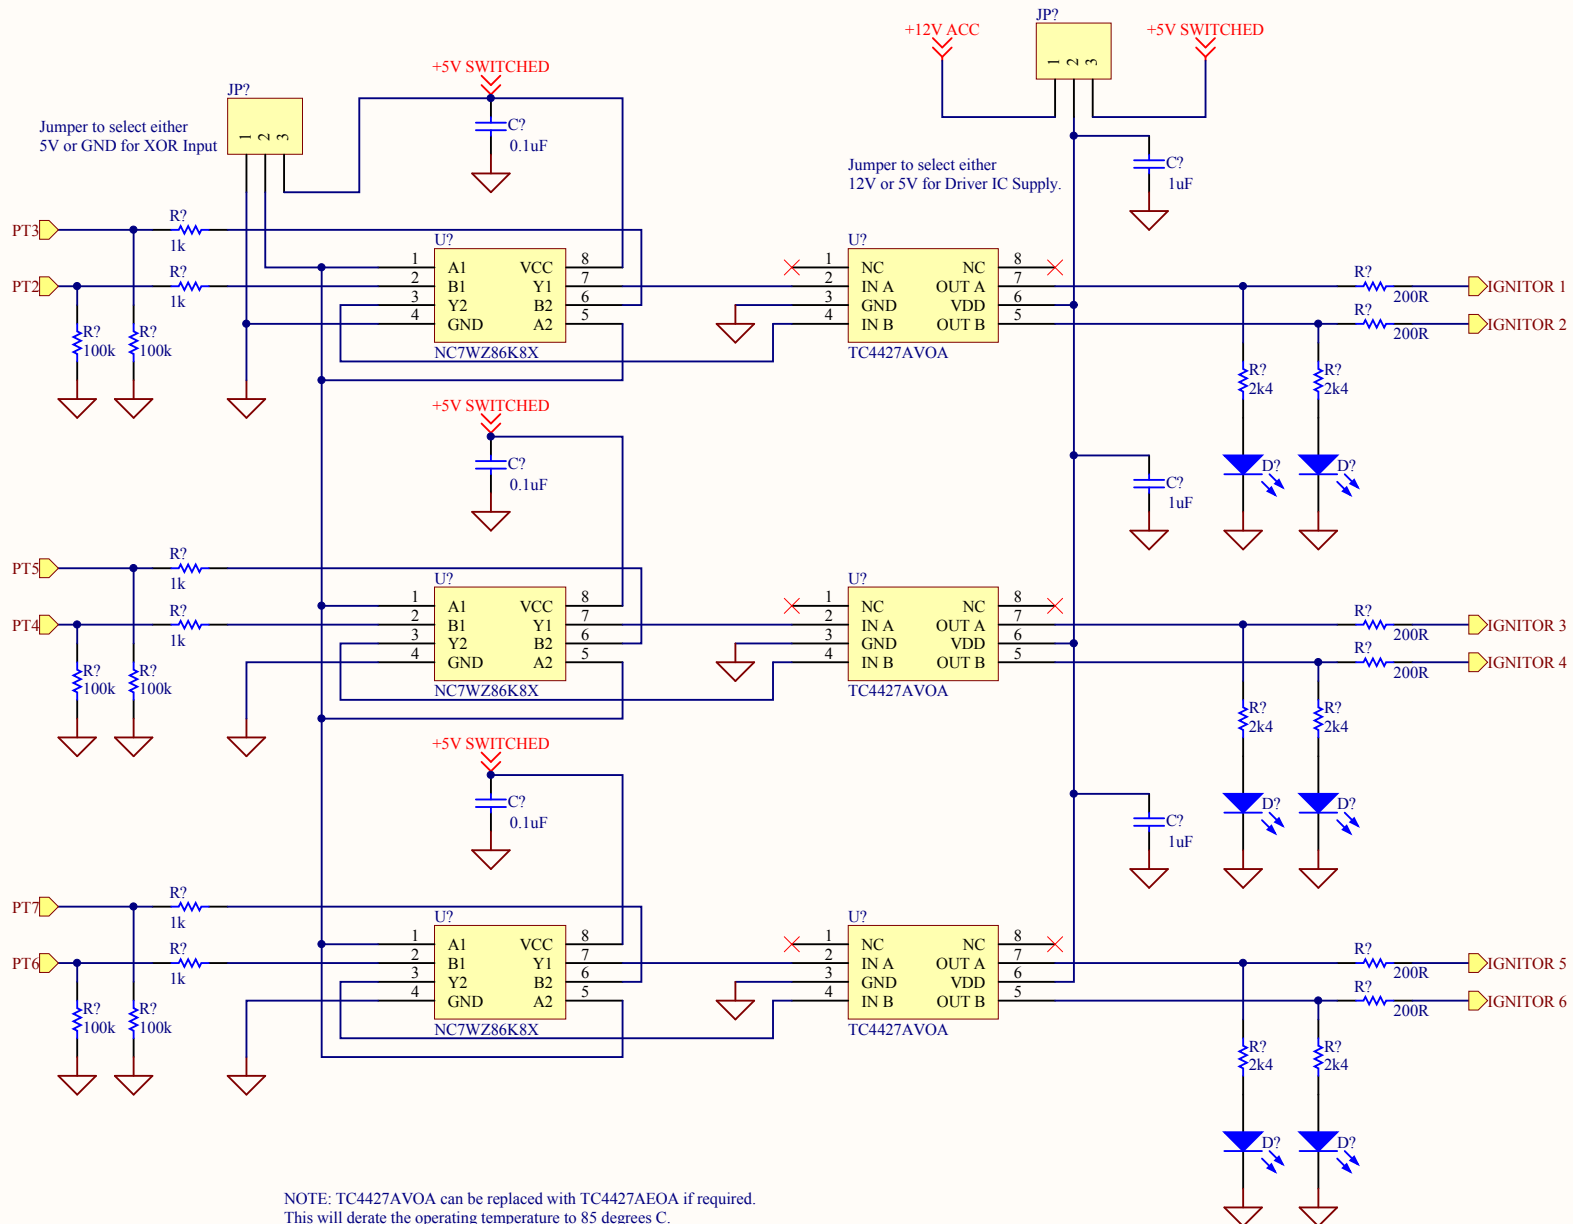 +12V ACC
JP?
+5V SWITCHED
1
2
3
+5V SWITCHED
JP?
1
2
3
Jumper to select either
5V or GND for XOR Input
C?
0.1uF
Jumper to select either
12V or 5V for Driver IC Supply.
C?
1uF
PT3
R?
1k
PT2
R?
1k
R?
100k
R?
100k
U?
1 A1 VCC 8
2 B1 Y1 7
3 Y2 B2 6
4 GND A2 5
NC7WZ86K8X
U?
1 NC NC 8
2 IN A OUT A 7
3 GND VDD 6
4 IN B OUT B 5
TC4427AVOA
R?
200R
IGNITOR 1
R?
200R
IGNITOR 2
R?
2k4
R?
2k4
D?
D?
+5V SWITCHED
C?
0.1uF
C?
1uF
PT5
R?
1k
PT4
R?
1k
R?
100k
R?
100k
U?
1 A1 VCC 8
2 B1 Y1 7
3 Y2 B2 6
4 GND A2 5
NC7WZ86K8X
U?
1 NC NC 8
2 IN A OUT A 7
3 GND VDD 6
4 IN B OUT B 5
TC4427AVOA
R?
200R
IGNITOR 3
R?
200R
IGNITOR 4
R?
2k4
R?
2k4
D?
D?
+5V SWITCHED
C?
0.1uF
C?
1uF
PT7
R?
1k
PT6
R?
1k
R?
100k
R?
100k
U?
1 A1 VCC 8
2 B1 Y1 7
3 Y2 B2 6
4 GND A2 5
NC7WZ86K8X
U?
1 NC NC 8
2 IN A OUT A 7
3 GND VDD 6
4 IN B OUT B 5
TC4427AVOA
R?
200R
IGNITOR 5
R?
200R
IGNITOR 6
R?
2k4
R?
2k4
D?
D?
NOTE: TC4427AVOA can be replaced with TC4427AEOA if required.
This will derate the operating temperature to 85 degrees C.